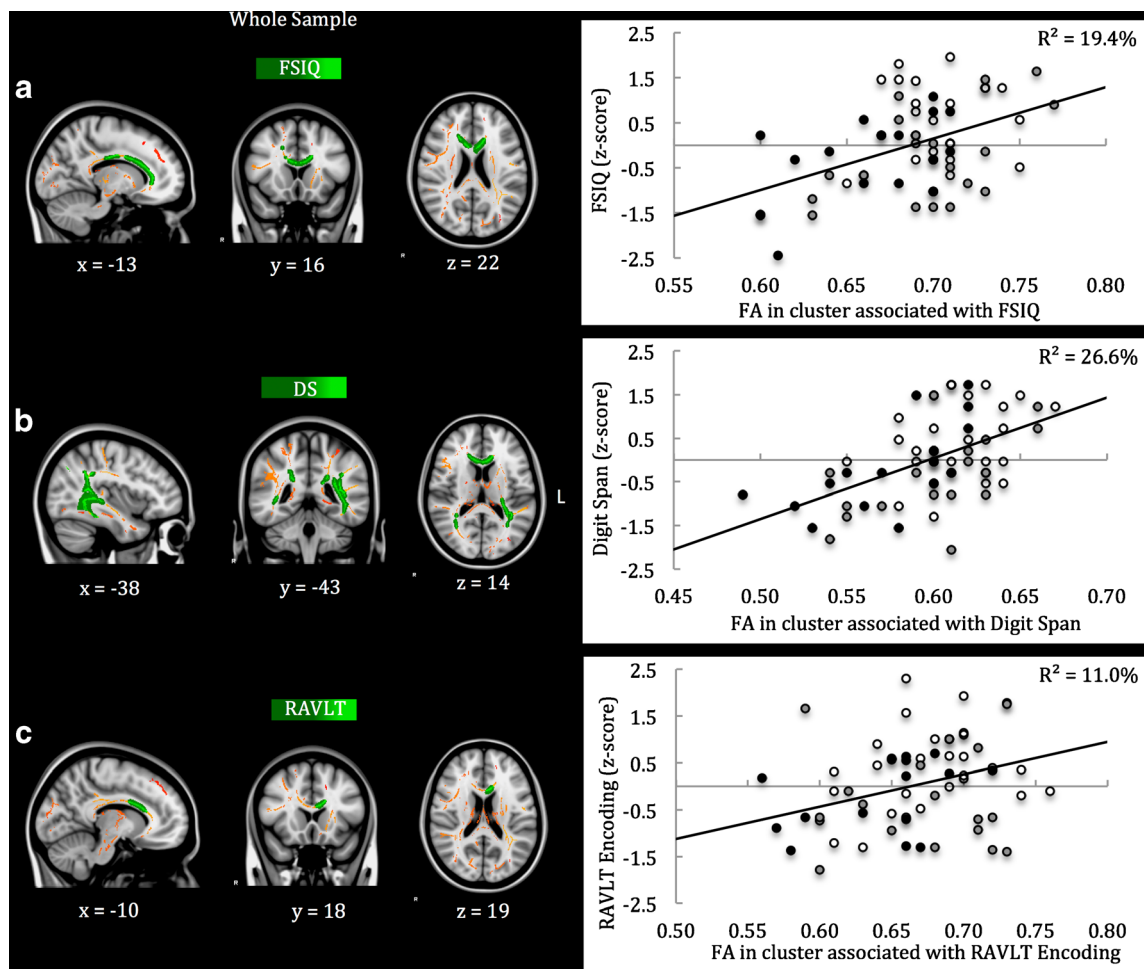 Whole Sample
a
FSIQ
x = -13
y = 16
z = 22
R
R
R² = 19.4%
FSIQ (z-score)
2.5
1.5
0.5
-0.5
-1.5
-2.5
0.55 0.60 0.65 0.70 0.75 0.80
FA in cluster associated with FSIQ
b
DS
L
x = -38
y = -43
z = 14
R
R
R² = 26.6%
Digit Span (z-score)
2.5
1.5
0.5
-0.5
-1.5
-2.5
0.45 0.50 0.55 0.60 0.65 0.70
FA in cluster associated with Digit Span
c
RAVLT
x = -10
y = 18
z = 19
R
R
R² = 11.0%
RAVLT Encoding (z-score)
2.5
1.5
0.5
-0.5
-1.5
-2.5
0.50 0.55 0.60 0.65 0.70 0.75 0.80
FA in cluster associated with RAVLT Encoding